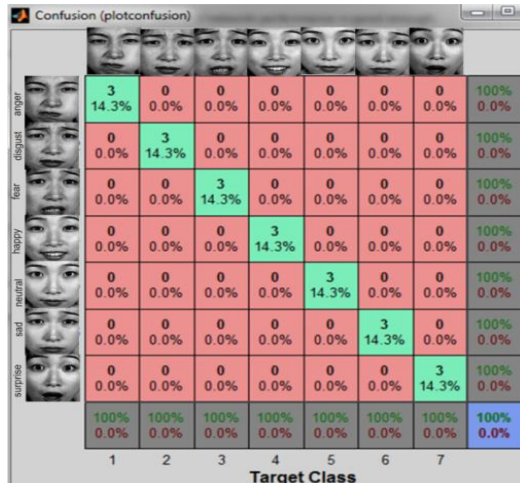 Confusion (plotconfusion)
anger
3 0 0 0 0 0 0 100%
14.3% 0.0% 0.0% 0.0% 0.0% 0.0% 0.0% 0.0%
disgust
0 3 0 0 0 0 0 100%
0.0% 14.3% 0.0% 0.0% 0.0% 0.0% 0.0% 0.0%
fear
0 0 3 0 0 0 0 100%
0.0% 0.0% 14.3% 0.0% 0.0% 0.0% 0.0% 0.0%
happy
0 0 0 3 0 0 0 100%
0.0% 0.0% 0.0% 14.3% 0.0% 0.0% 0.0% 0.0%
neutral
0 0 0 0 3 0 0 100%
0.0% 0.0% 0.0% 0.0% 14.3% 0.0% 0.0% 0.0%
sad
0 0 0 0 0 3 0 100%
0.0% 0.0% 0.0% 0.0% 0.0% 14.3% 0.0% 0.0%
surprise
0 0 0 0 0 0 3 100%
0.0% 0.0% 0.0% 0.0% 0.0% 0.0% 14.3% 0.0%
100% 100% 100% 100% 100% 100% 100% 100%
0.0% 0.0% 0.0% 0.0% 0.0% 0.0% 0.0% 0.0%
1 2 3 4 5 6 7
Target Class